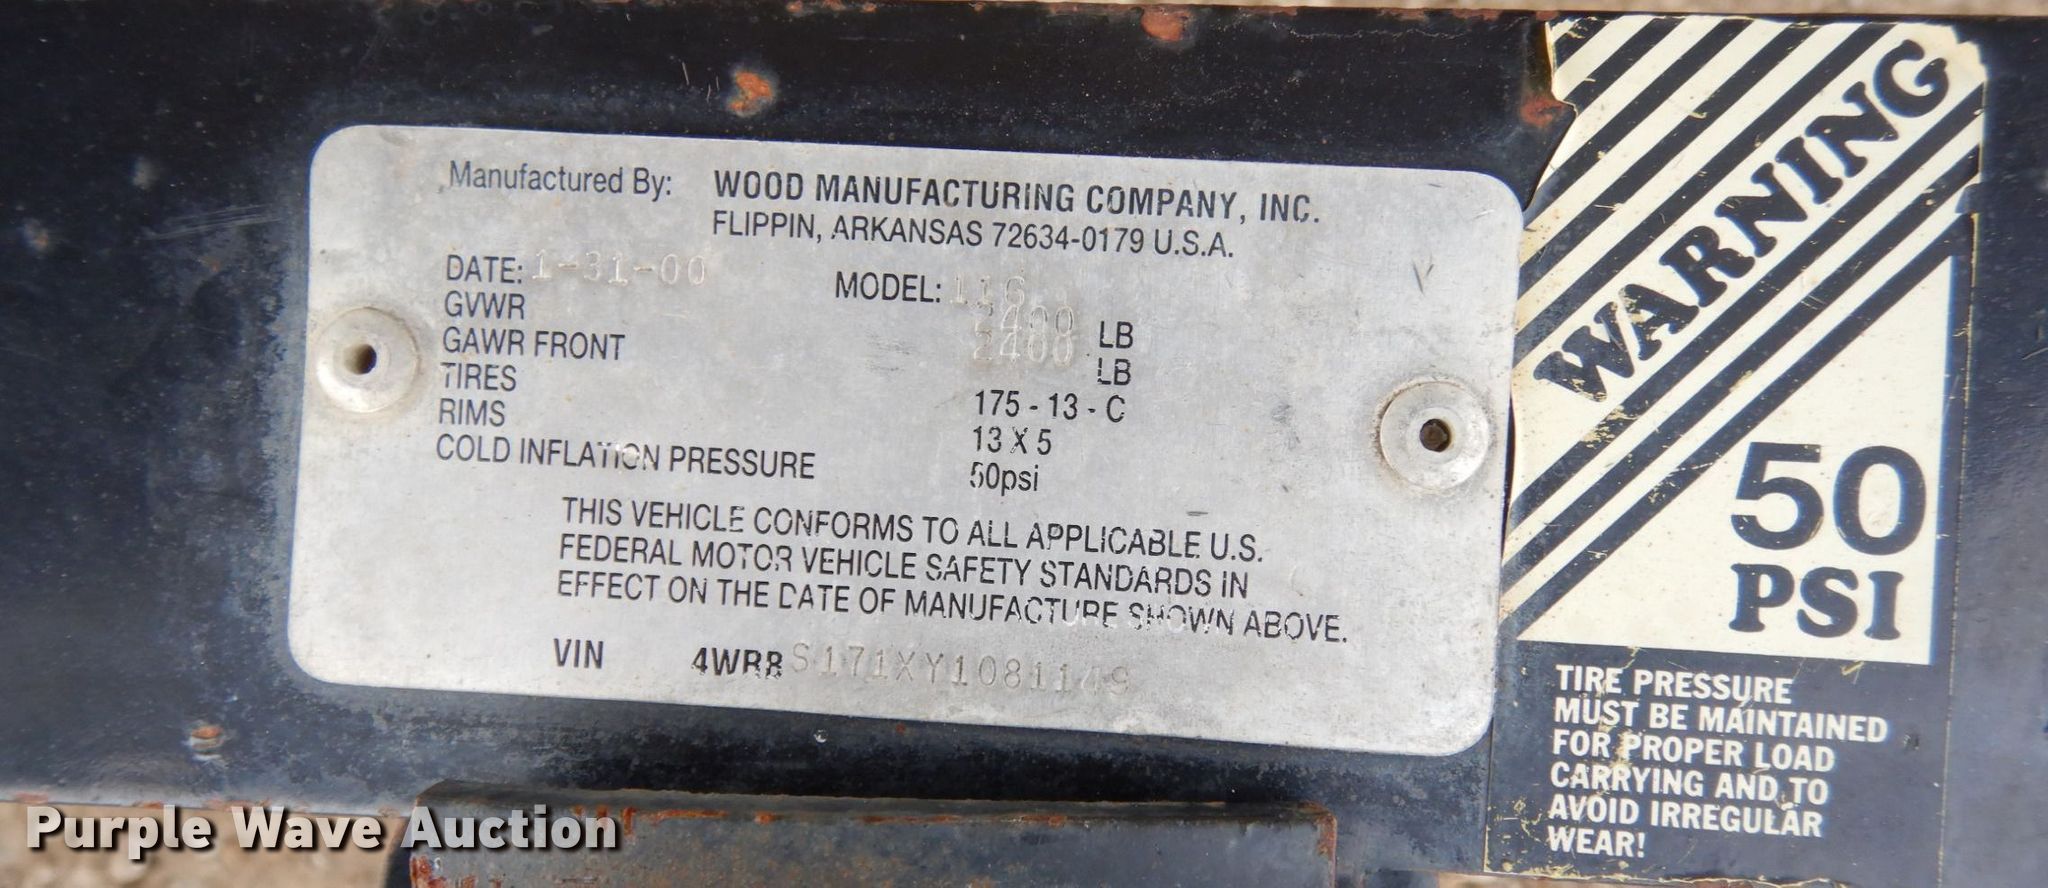 Manufactured By: WOOD MANUFACTURING COMPANY, INC.
FLIPPIN, ARKANSAS 72634-0179 U.S.A.
DATE: 1-31-00 MODEL: 11G
GVWR 2400 LB
GAWR FRONT 2400 LB
TIRES 175 - 13 - C
RIMS 13 X 5
COLD INFLATION PRESSURE 50psi
THIS VEHICLE CONFORMS TO ALL APPLICABLE U.S.
FEDERAL MOTOR VEHICLE SAFETY STANDARDS IN
EFFECT ON THE DATE OF MANUFACTURE SHOWN ABOVE.
VIN 4WR8S171XY1081149
WARNING
50
PSI
TIRE PRESSURE
MUST BE MAINTAINED
FOR PROPER LOAD
CARRYING AND TO
AVOID IRREGULAR
WEAR!
Purple Wave Auction